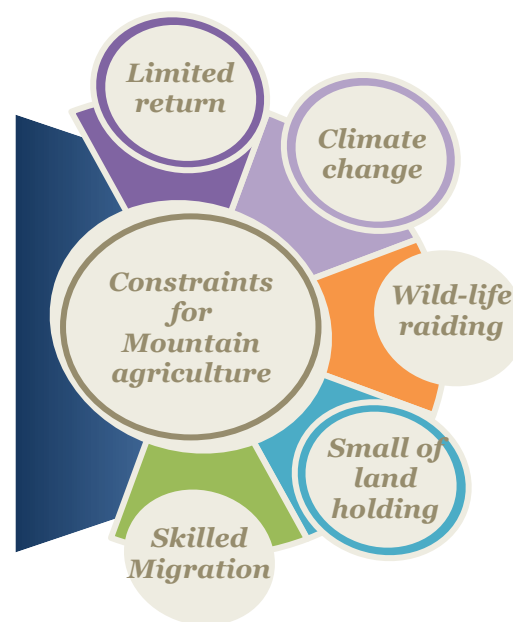 Limited
return
Climate
change
Wild-life
raiding
Small of
land
holding
Skilled
Migration
Constraints
for
Mountain
agriculture